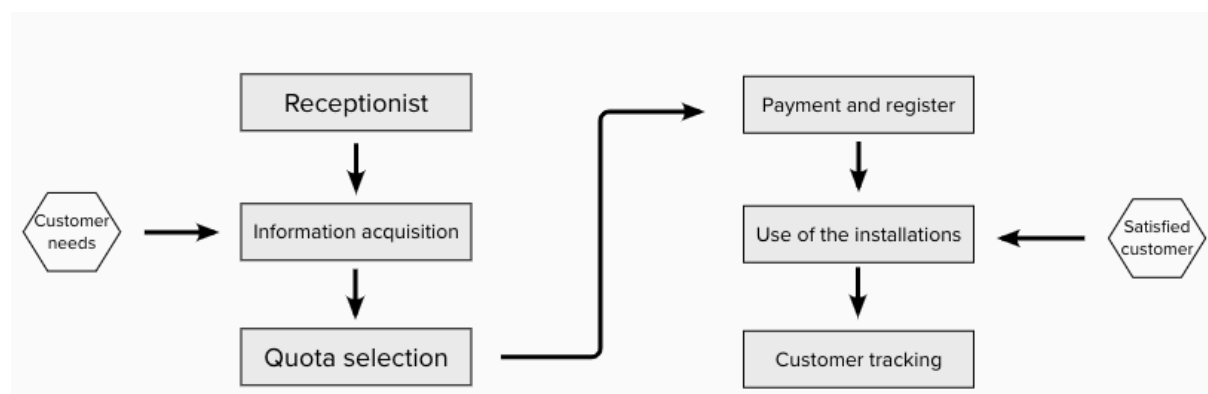 Receptionist
Customer
needs
Information acquisition
Quota selection
Payment and register
Use of the installations
Satisfied
customer
Customer tracking